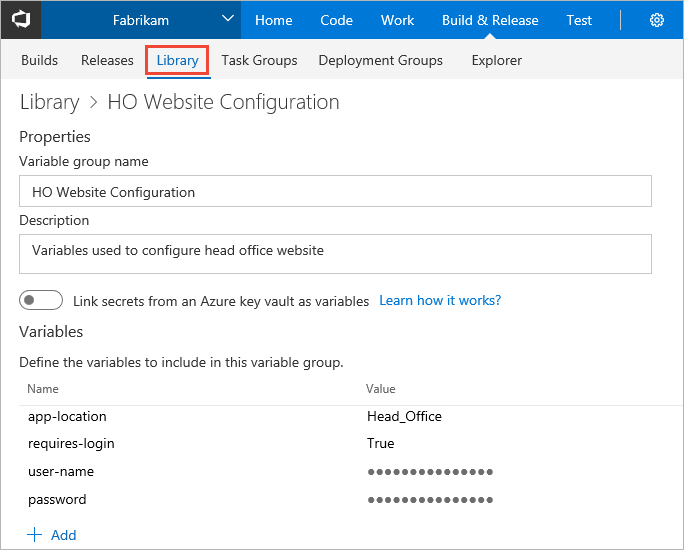 Fabrikam Home Code Work Build & Release Test
Builds Releases Library Task Groups Deployment Groups Explorer
Library > HO Website Configuration
Properties
Variable group name
HO Website Configuration
Description
Variables used to configure head office website
Link secrets from an Azure key vault as variables Learn how it works?
Variables
Define the variables to include in this variable group.
Name Value
app-location Head_Office
requires-login True
user-name ●●●●●●●●●●●●●●●
password ●●●●●●●●●●●●●●●
+ Add